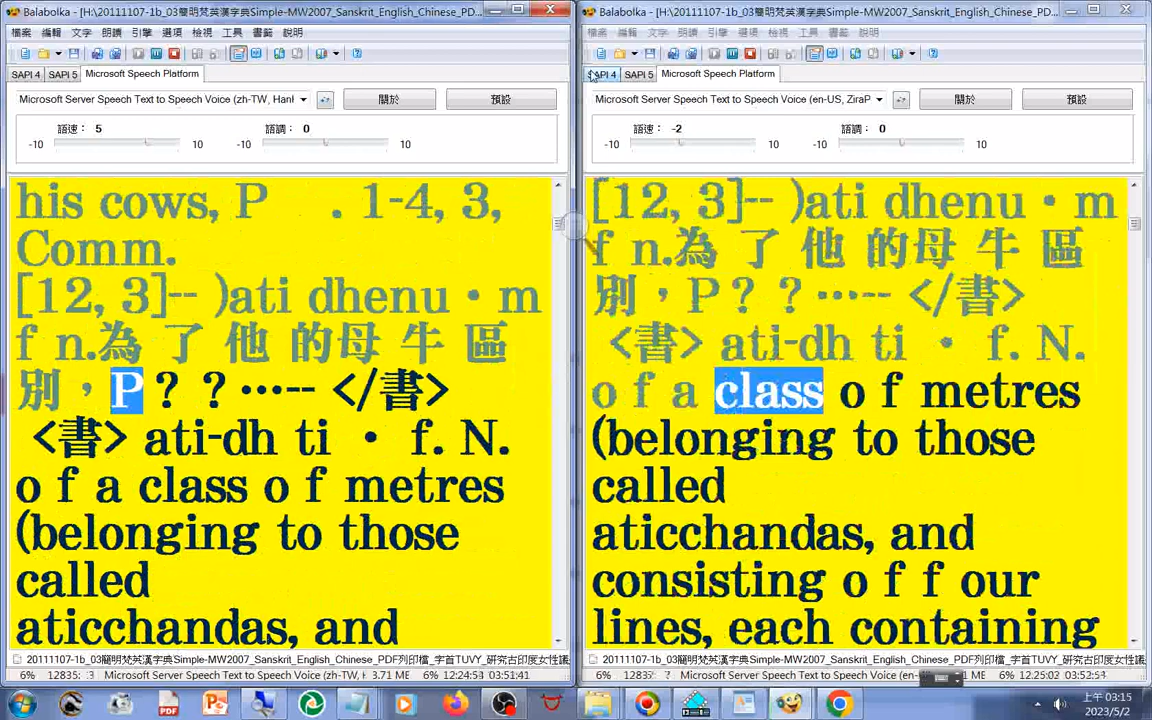 Balabolka - [H:\20111107-1b_03簡明梵英漢字典Simple-MW2007_Sanskrit_English_Chinese_PD...
檔案 編輯 文字 朗讀 引擎 選項 檢視 工具 書籤 說明
SAPI 4 SAPI 5 Microsoft Speech Platform
Microsoft Server Speech Text to Speech Voice (zh-TW, Hanl
關於 預設
語速： 5 語調： 0
-10 10 -10 10
his cows, P . 1-4, 3,
Comm.
[12, 3]-- )ati dhenu‧m
f n.為 了 他 的母 牛 區
別，P？？…-- </書>
<書> ati-dh ti ‧ f. N.
o f a class o f metres
(belonging to those
called
aticchandas, and
20111107-1b_03簡明梵英漢字典Simple-MW2007_Sanskrit_English_Chinese_PDF列印檔_字首TUVY_研究古印度女性議
6% 12835: Microsoft Server Speech Text to Speech Voice (zh-TW, 3.71 ME 6% 12:24:54 03:51:41
Balabolka - [H:\20111107-1b_03簡明梵英漢字典Simple-MW2007_Sanskrit_English_Chinese_PD...
檔案 編輯 文字 朗讀 引擎 選項 檢視 工具 書籤 說明
SAPI 4 SAPI 5 Microsoft Speech Platform
Microsoft Server Speech Text to Speech Voice (en-US, ZiraP
關於 預設
語速： -2 語調： 0
-10 10 -10 10
[12, 3]-- )ati dhenu‧m
f n.為 了 他 的母 牛 區
別，P？？…-- </書>
<書> ati-dh ti ‧ f. N.
o f a class o f metres
(belonging to those
called
aticchandas, and
consisting o f f our
lines, each containing
20111107-1b_03簡明梵英漢字典Simple-MW2007_Sanskrit_English_Chinese_PDF列印檔_字首TUVY_研究古印度女性議
6% 12835: Microsoft Server Speech Text to Speech Voice (en-US, 6% 12:25:02 03:52:54
上午 03:15
2023/5/2